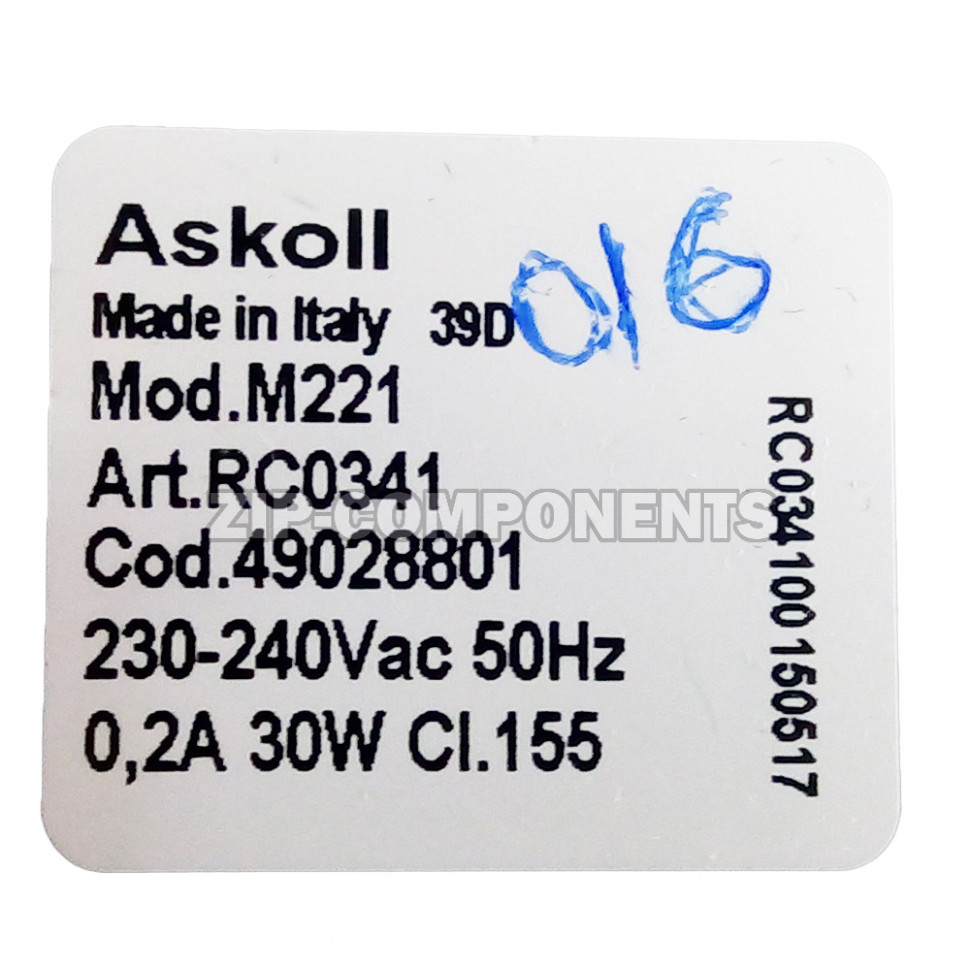 Askoll
Made in Italy 39D
016
Mod.M221
Art.RC0341
Cod.49028801
230-240Vac 50Hz
0,2A 30W Cl.155
RC034100150517
ZIP-COMPONENTS